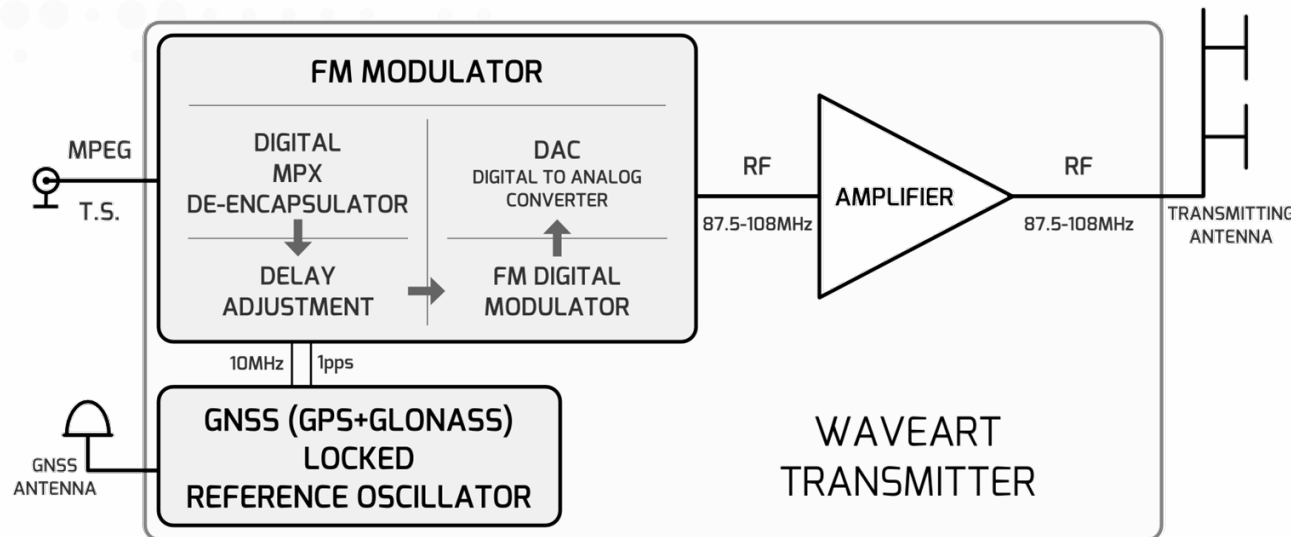 FM MODULATOR
MPEG
T.S.
DIGITAL
MPX
DE-ENCAPSULATOR
DELAY
ADJUSTMENT
DAC
DIGITAL TO ANALOG
CONVERTER
FM DIGITAL
MODULATOR
RF
87.5-108MHz
AMPLIFIER
RF
87.5-108MHz
TRANSMITTING
ANTENNA
10MHz
1pps
GNSS (GPS+GLONASS)
LOCKED
REFERENCE OSCILLATOR
GNSS
ANTENNA
WAVEART
TRANSMITTER